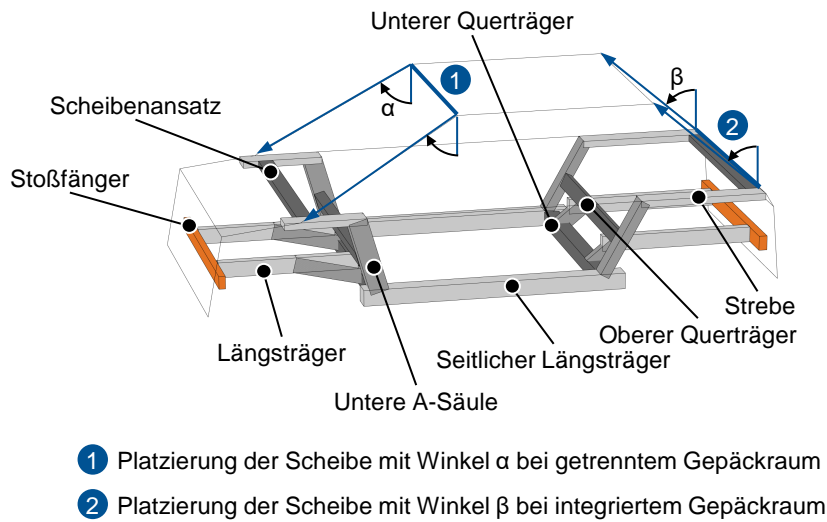 Unterer Querträger
1
β
Scheibenansatz
α
2
Stoßfänger
Strebe
Oberer Querträger
Längsträger
Seitlicher Längsträger
Untere A-Säule
1 Platzierung der Scheibe mit Winkel α bei getrenntem Gepäckraum
2 Platzierung der Scheibe mit Winkel β bei integriertem Gepäckraum